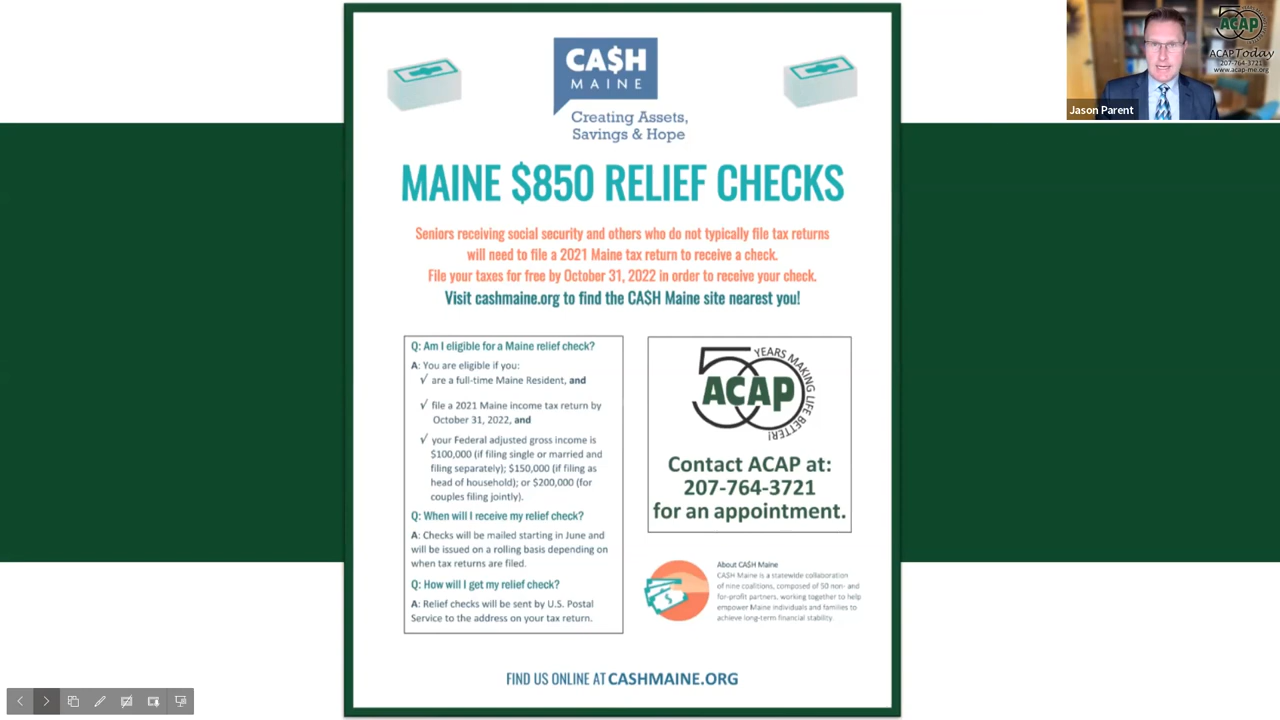 CA$H
MAINE
Creating Assets,
Savings & Hope
MAINE $850 RELIEF CHECKS
Seniors receiving social security and others who do not typically file tax returns
will need to file a 2021 Maine tax return to receive a check.
File your taxes for free by October 31, 2022 in order to receive your check.
Visit cashmaine.org to find the CA$H Maine site nearest you!
Q: Am I eligible for a Maine relief check?
A: You are eligible if you:
√ are a full-time Maine Resident, and
√ file a 2021 Maine income tax return by
October 31, 2022, and
√ your Federal adjusted gross income is
$100,000 (if filing single or married and
filing separately); $150,000 (if filing as
head of household); or $200,000 (for
couples filing jointly).
Q: When will I receive my relief check?
A: Checks will be mailed starting in June and
will be issued on a rolling basis depending on
when tax returns are filed.
Q: How will I get my relief check?
A: Relief checks will be sent by U.S. Postal
Service to the address on your tax return.
50 YEARS MAKING LIFE BETTER!
ACAP
Contact ACAP at:
207-764-3721
for an appointment.
About CA$H Maine
CA$H Maine is a statewide collaboration
of nine coalitions, composed of 50 non- and
for-profit partners, working together to help
empower Maine individuals and families to
achieve long-term financial stability.
FIND US ONLINE AT CASHMAINE.ORG
ACAP
ACAPToday
207-764-3721
www.acap-me.org
Jason Parent